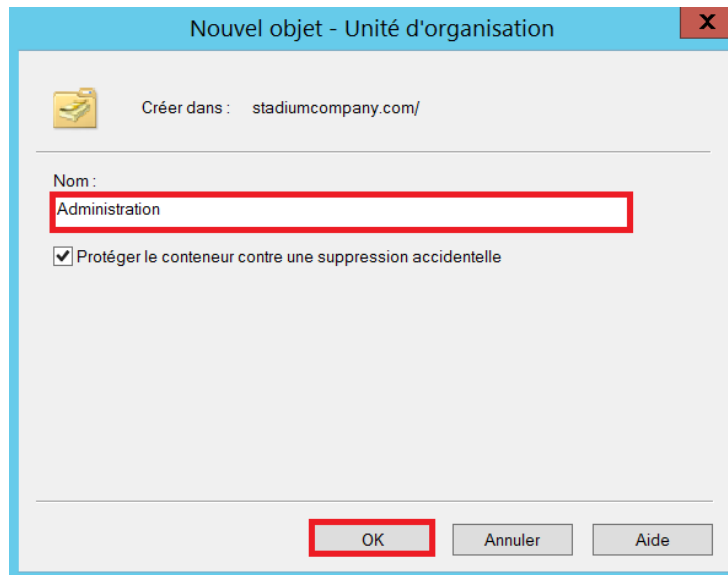 Nouvel objet - Unité d'organisation
X
Créer dans : stadiumcompany.com/
Nom :
Administration
Protéger le conteneur contre une suppression accidentelle
OK Annuler Aide